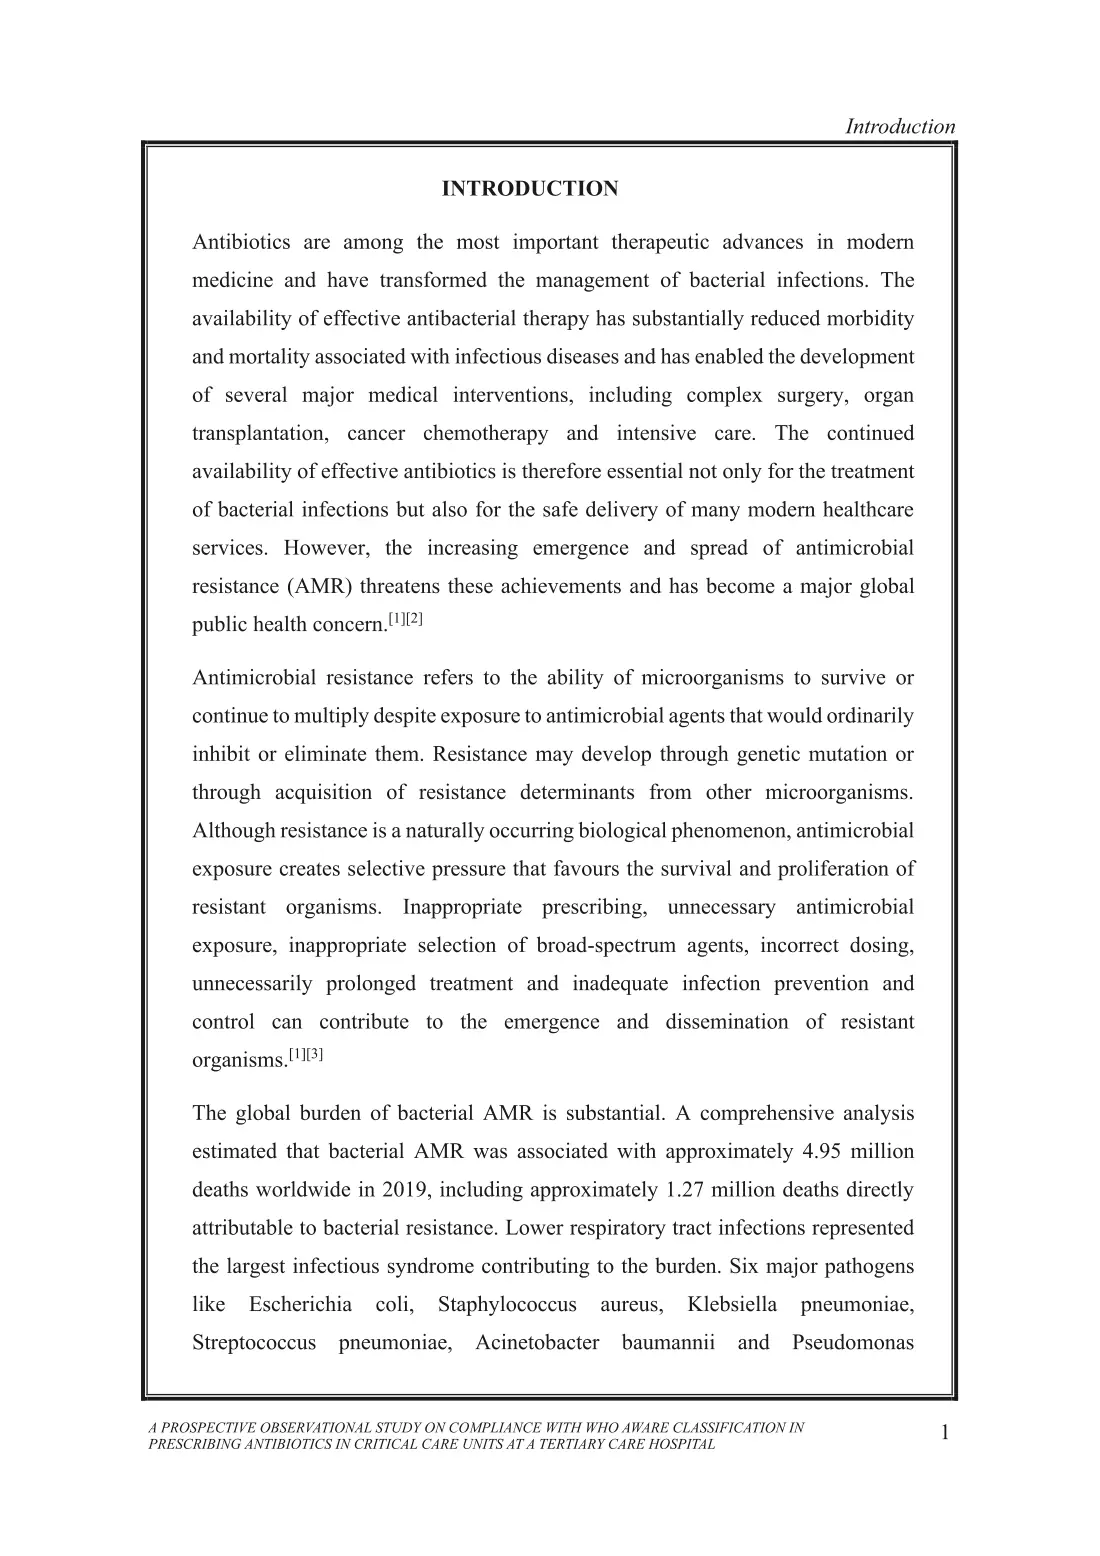 Introduction
INTRODUCTION
Antibiotics are among the most important therapeutic advances in modern
medicine and have transformed the management of bacterial infections. The
availability of effective antibacterial therapy has substantially reduced morbidity
and mortality associated with infectious diseases and has enabled the development
of several major medical interventions, including complex surgery, organ
transplantation, cancer chemotherapy and intensive care. The continued
availability of effective antibiotics is therefore essential not only for the treatment
of bacterial infections but also for the safe delivery of many modern healthcare
services. However, the increasing emergence and spread of antimicrobial
resistance (AMR) threatens these achievements and has become a major global
public health concern.[1][2]
Antimicrobial resistance refers to the ability of microorganisms to survive or
continue to multiply despite exposure to antimicrobial agents that would ordinarily
inhibit or eliminate them. Resistance may develop through genetic mutation or
through acquisition of resistance determinants from other microorganisms.
Although resistance is a naturally occurring biological phenomenon, antimicrobial
exposure creates selective pressure that favours the survival and proliferation of
resistant organisms. Inappropriate prescribing, unnecessary antimicrobial
exposure, inappropriate selection of broad-spectrum agents, incorrect dosing,
unnecessarily prolonged treatment and inadequate infection prevention and
control can contribute to the emergence and dissemination of resistant
organisms.[1][3]
The global burden of bacterial AMR is substantial. A comprehensive analysis
estimated that bacterial AMR was associated with approximately 4.95 million
deaths worldwide in 2019, including approximately 1.27 million deaths directly
attributable to bacterial resistance. Lower respiratory tract infections represented
the largest infectious syndrome contributing to the burden. Six major pathogens
like Escherichia coli, Staphylococcus aureus, Klebsiella pneumoniae,
Streptococcus pneumoniae, Acinetobacter baumannii and Pseudomonas
A PROSPECTIVE OBSERVATIONAL STUDY ON COMPLIANCE WITH WHO AWARE CLASSIFICATION IN
PRESCRIBING ANTIBIOTICS IN CRITICAL CARE UNITS AT A TERTIARY CARE HOSPITAL
1